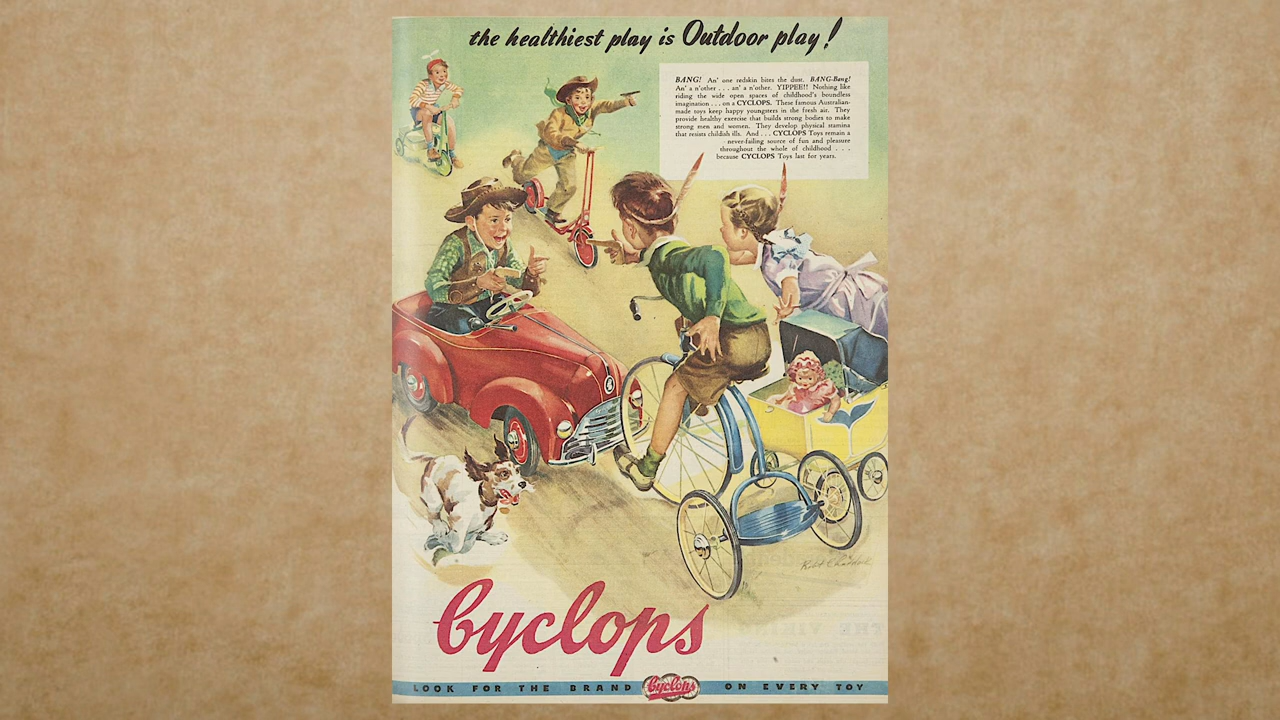 the healthiest play is Outdoor play!
BANG! An' one redskin bites the dust. BANG-Bang!
An' a n'other . . . an' a n'other. YIPPEE!! Nothing like
riding the wide open spaces of childhood's boundless
imagination . . . on a CYCLOPS. These famous Australian-
made toys keep happy youngsters in the fresh air. They
provide healthy exercise that builds strong bodies to make
strong men and women. They develop physical stamina
that resists childish ills. And . . . CYCLOPS Toys remain a
never-failing source of fun and pleasure
throughout the whole of childhood . . .
because CYCLOPS Toys last for years.
Cyclops
LOOK FOR THE BRAND Cyclops ON EVERY TOY